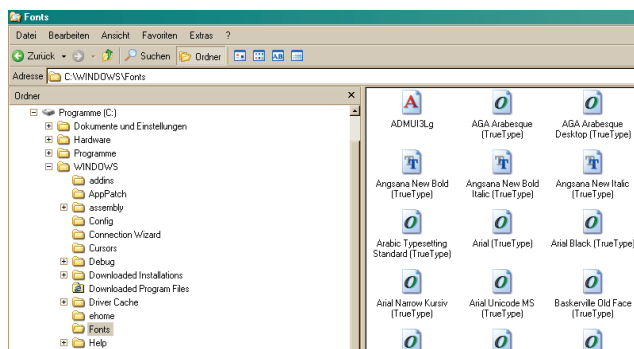 Fonts
Datei Bearbeiten Ansicht Favoriten Extras ?
Zurück Suchen Ordner
Adresse C:\WINDOWS\Fonts
Ordner
Programme (C:)
Dokumente und Einstellungen
Hardware
Programme
WINDOWS
addins
AppPatch
assembly
Config
Connection Wizard
Cursors
Debug
Downloaded Installations
Downloaded Program Files
Driver Cache
ehome
Fonts
Help
ADMUI3Lg
AGA Arabesque
(TrueType)
AGA Arabesque
Desktop (TrueType)
Angsana New Bold
(TrueType)
Angsana New Bold
Italic (TrueType)
Angsana New Italic
(TrueType)
Arabic Typesetting
Standard (TrueType)
Arial (TrueType)
Arial Black (TrueType)
Arial Narrow Kursiv
(TrueType)
Arial Unicode MS
(TrueType)
Baskerville Old Face
(TrueType)